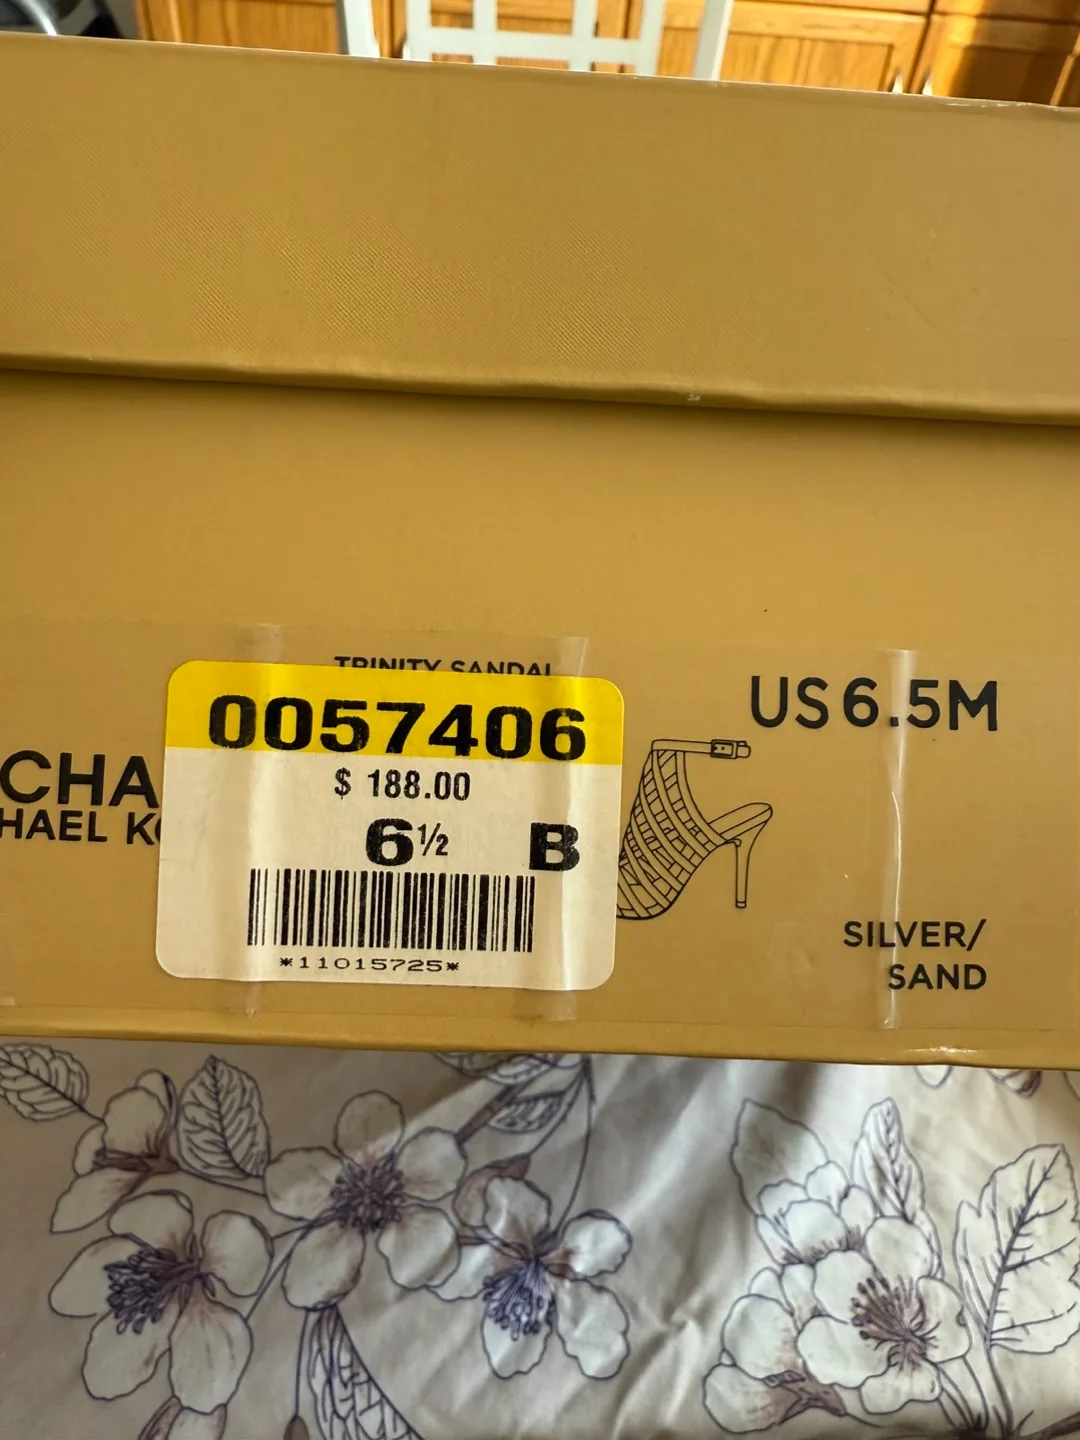 TRINITY SANDAL
0057406
$ 188.00
6½ B
*11015725*
CHA
HAEL K
US 6.5M
SILVER/
SAND